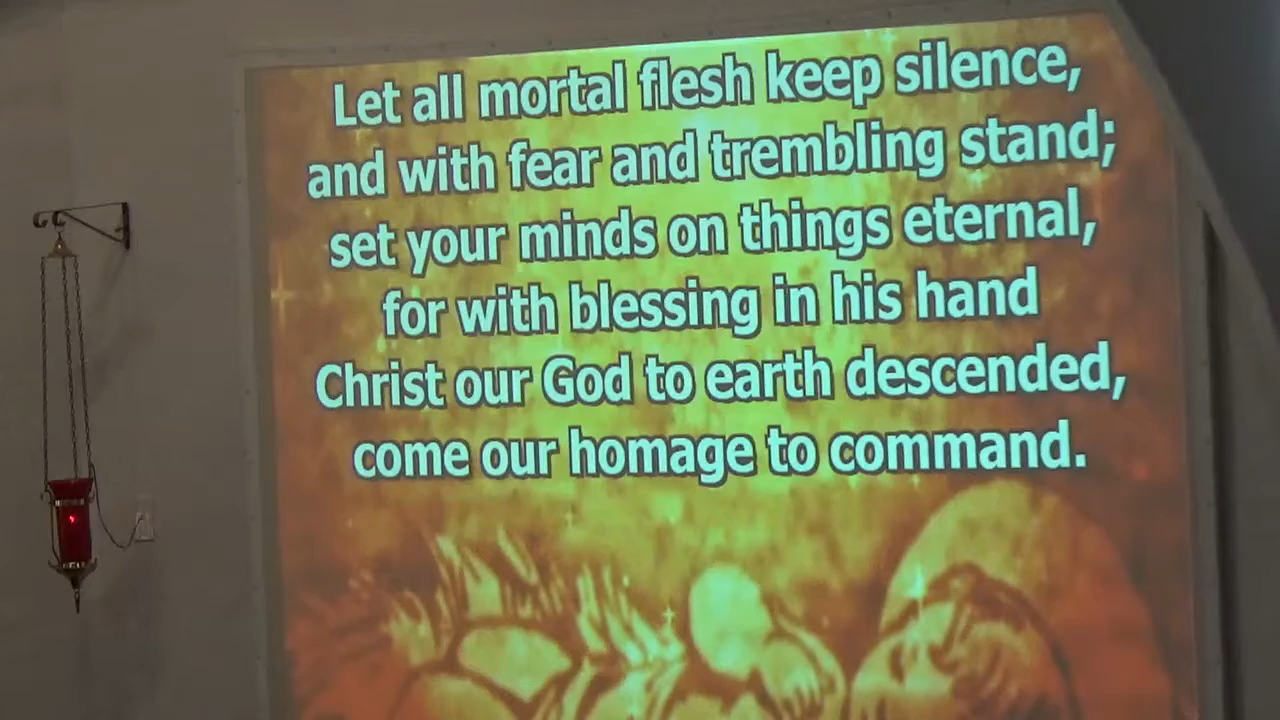 Let all mortal flesh keep silence,
and with fear and trembling stand;
set your minds on things eternal,
for with blessing in his hand
Christ our God to earth descended,
come our homage to command.